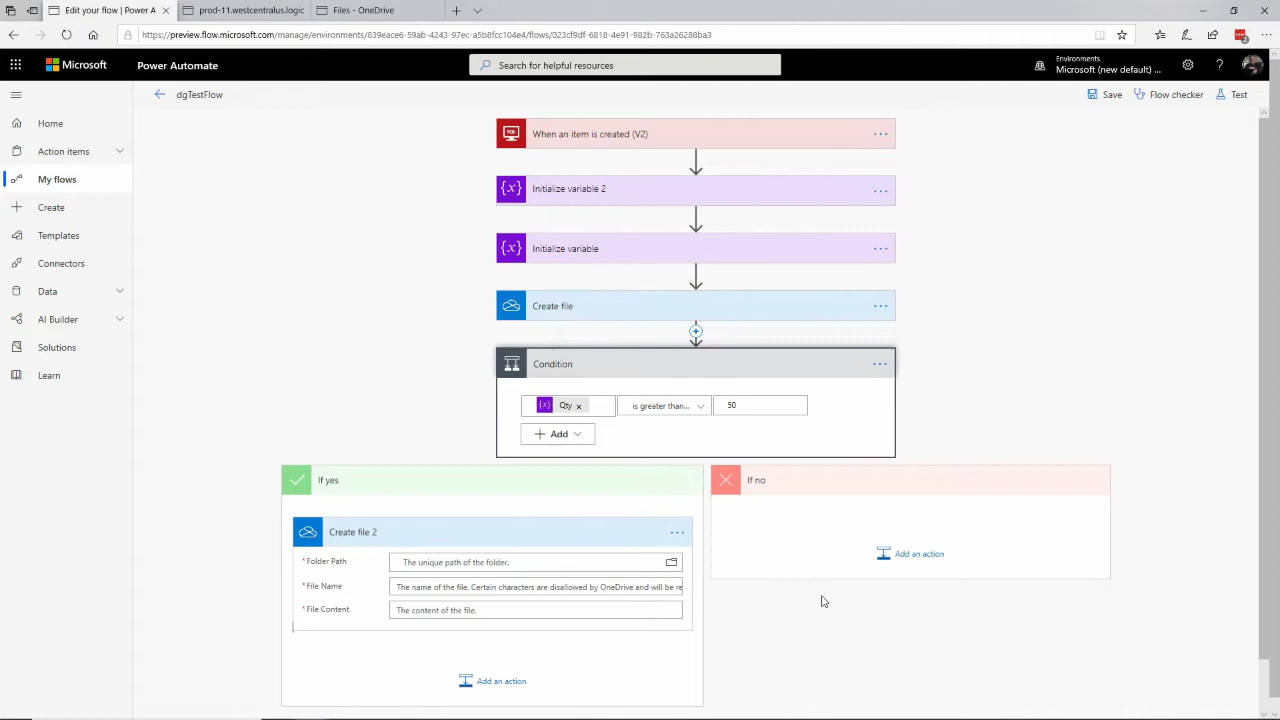 Edit your flow | Power A
prod-11.westcentralus.logic
Files - OneDrive
https://preview.flow.microsoft.com/manage/environments/839eace6-59ab-4243-97ec-a5b8fcc104e4/flows/023cf9df-6818-4e91-982b-763a26288ba3
Microsoft
Power Automate
Search for helpful resources
Environments
Microsoft (new default) ...
?
dgTestFlow
Save
Flow checker
Test
Home
Action items
My flows
Create
Templates
Connectors
Data
AI Builder
Solutions
Learn
SQL
When an item is created (V2)
{x}
Initialize variable 2
{x}
Initialize variable
Create file
Condition
{x} Qty
is greater than...
50
Add
If yes
Create file 2
* Folder Path
The unique path of the folder.
* File Name
The name of the file. Certain characters are disallowed by OneDrive and will be re
* File Content
The content of the file.
Add an action
If no
Add an action